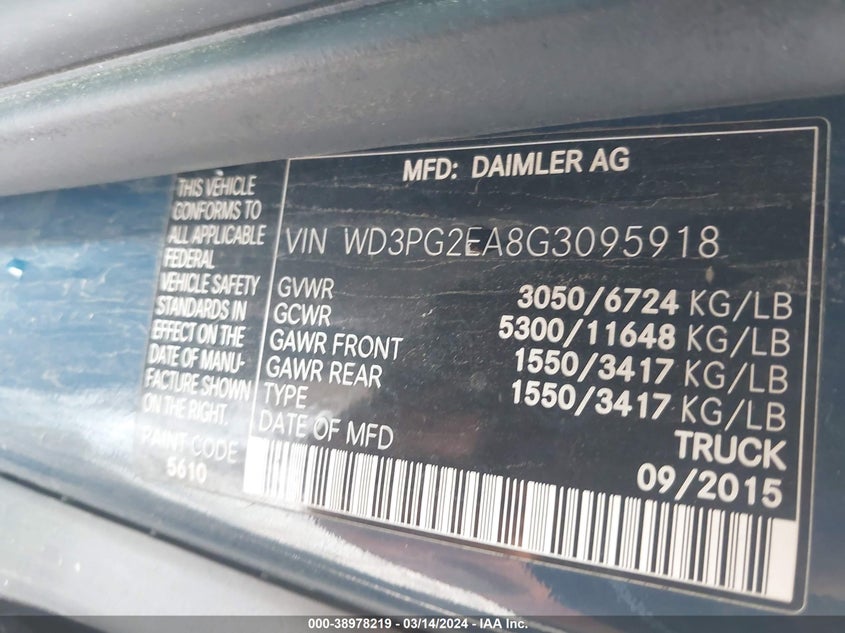 MFD: DAIMLER AG
THIS VEHICLE
CONFORMS TO
ALL APPLICABLE
FEDERAL
VEHICLE SAFETY
STANDARDS IN
EFFECT ON THE
DATE OF MANU-
FACTURE SHOWN
ON THE RIGHT.
PAINT CODE
5610
VIN WD3PG2EA8G3095918
GVWR 3050/6724 KG/LB
GCWR 5300/11648 KG/LB
GAWR FRONT 1550/3417 KG/LB
GAWR REAR 1550/3417 KG/LB
TYPE TRUCK
DATE OF MFD 09/2015
000-38978219 - 03/14/2024 - IAA Inc.